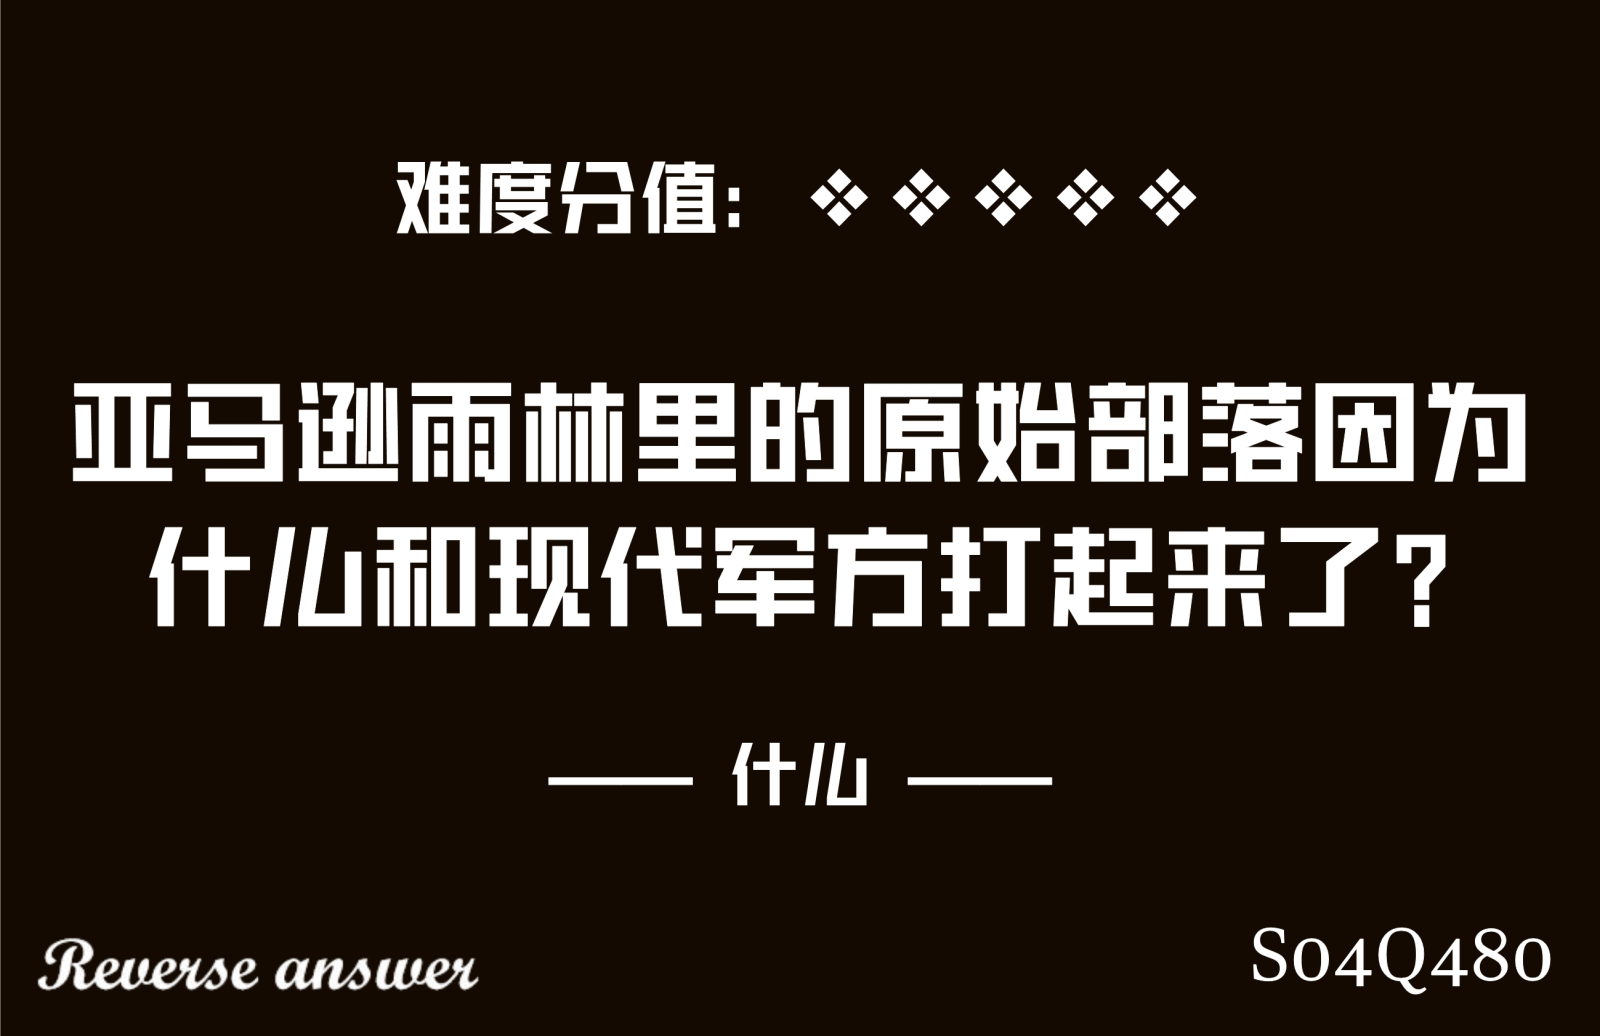 难度分值：❖❖❖❖❖
亚马逊雨林里的原始部落因为
什么和现代军方打起来了？
—— 什么 ——
Reverse answer
S04Q480